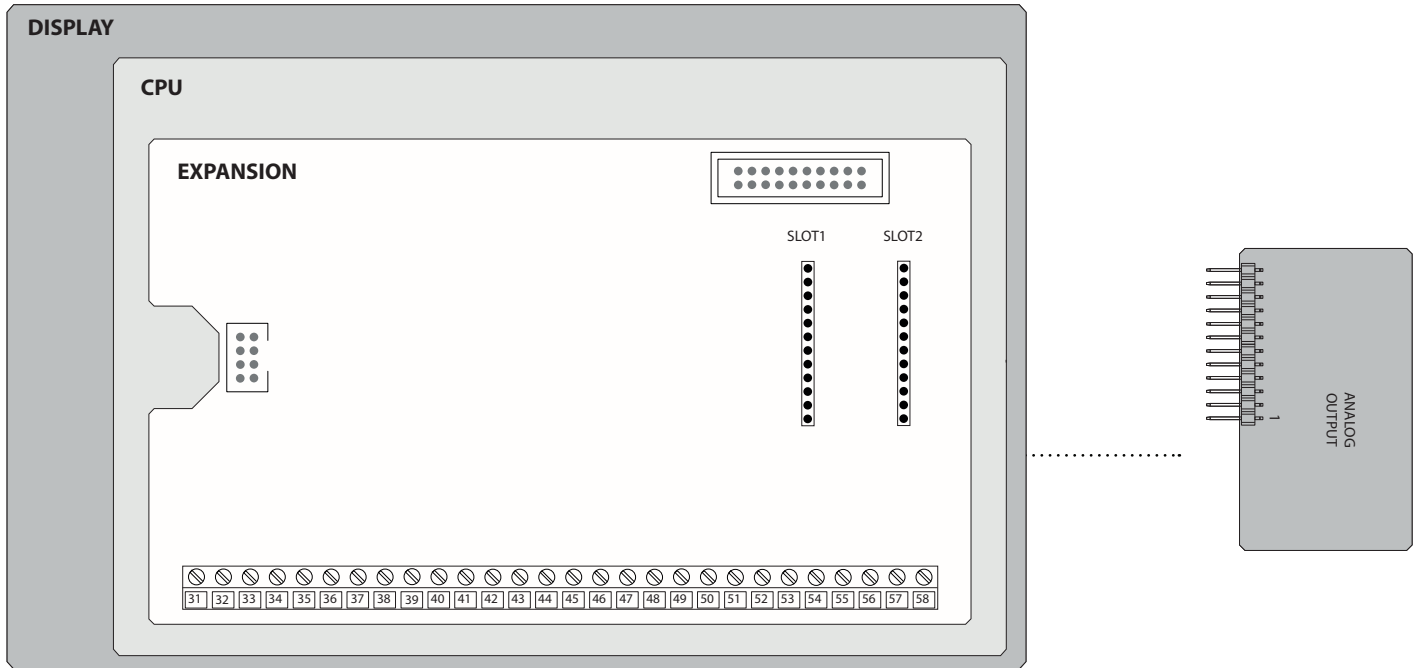 DISPLAY
CPU
EXPANSION
SLOT1 SLOT2
1
ANALOG
OUTPUT
31 32 33 34 35 36 37 38 39 40 41 42 43 44 45 46 47 48 49 50 51 52 53 54 55 56 57 58